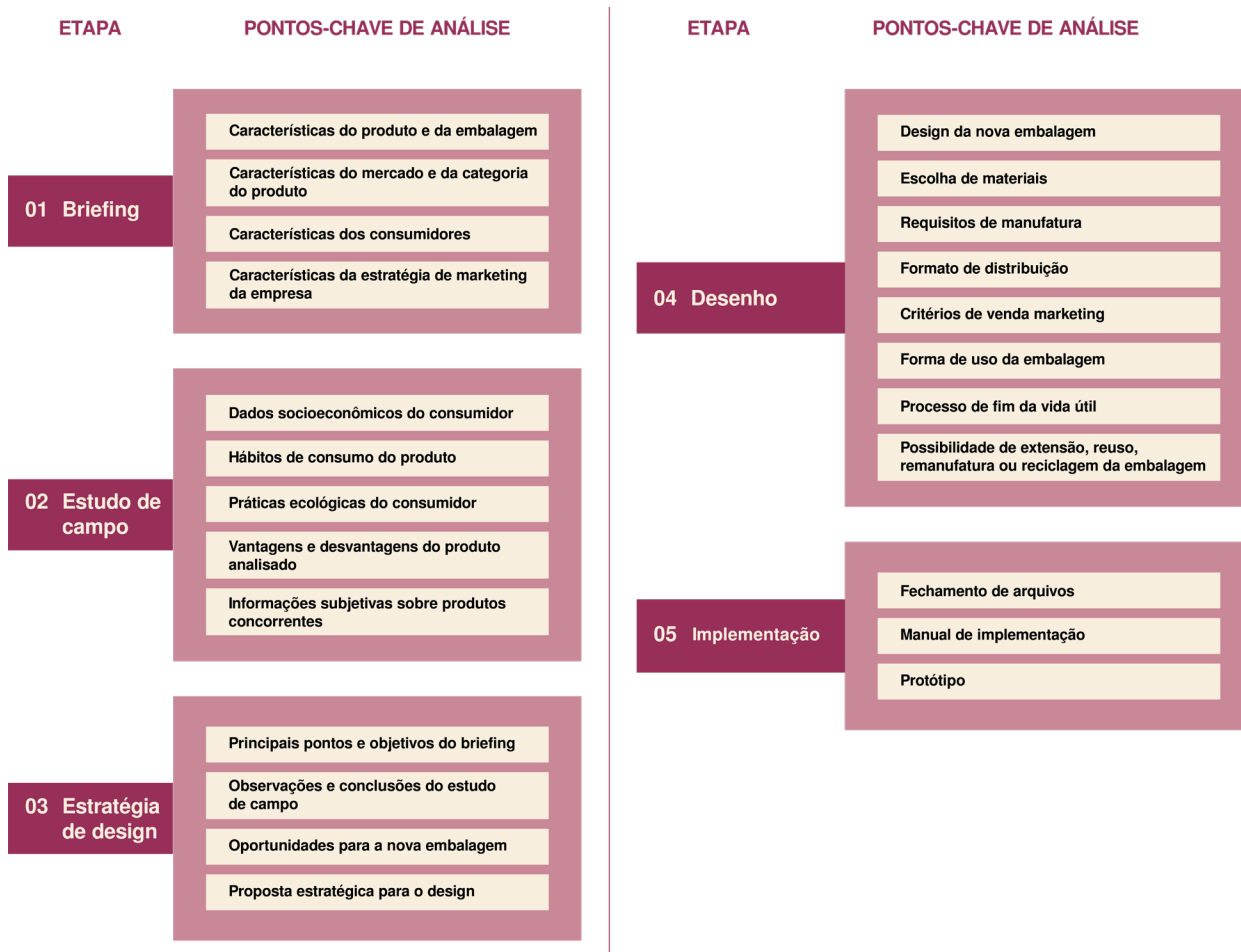 ETAPA
PONTOS-CHAVE DE ANÁLISE
01 Briefing
Características do produto e da embalagem
Características do mercado e da categoria
do produto
Características dos consumidores
Características da estratégia de marketing
da empresa
02 Estudo de
campo
Dados socioeconômicos do consumidor
Hábitos de consumo do produto
Práticas ecológicas do consumidor
Vantagens e desvantagens do produto
analisado
Informações subjetivas sobre produtos
concorrentes
03 Estratégia
de design
Principais pontos e objetivos do briefing
Observações e conclusões do estudo
de campo
Oportunidades para a nova embalagem
Proposta estratégica para o design
ETAPA
PONTOS-CHAVE DE ANÁLISE
04 Desenho
Design da nova embalagem
Escolha de materiais
Requisitos de manufatura
Formato de distribuição
Critérios de venda marketing
Forma de uso da embalagem
Processo de fim da vida útil
Possibilidade de extensão, reuso,
remanufatura ou reciclagem da embalagem
05 Implementação
Fechamento de arquivos
Manual de implementação
Protótipo